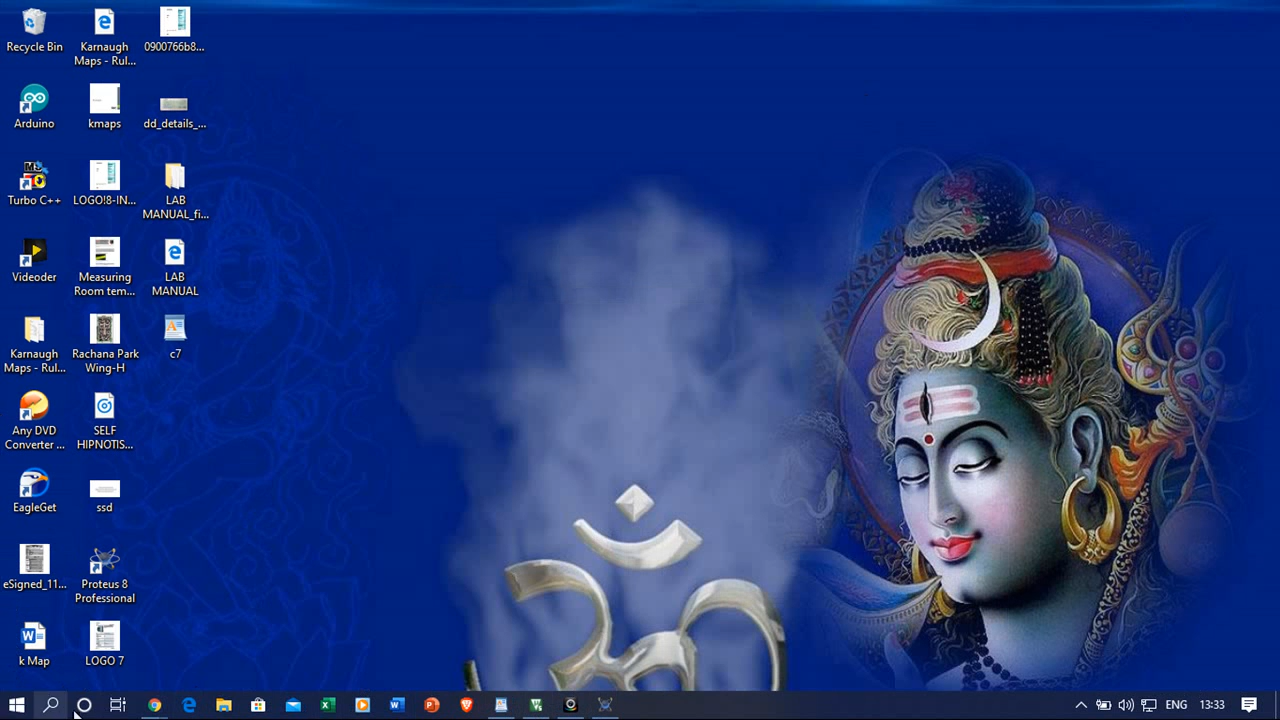 Recycle Bin
Karnaugh
Maps - Rul...
0900766b8...
Arduino
kmaps
dd_details_...
Turbo C++
LOGO!8-IN...
LAB
MANUAL_fi...
Videoder
Measuring
Room tem...
LAB
MANUAL
Karnaugh
Maps - Rul...
Rachana Park
Wing-H
c7
Any DVD
Converter ...
SELF
HIPNOTIS...
EagleGet
ssd
eSigned_11...
Proteus 8
Professional
k Map
LOGO 7
ENG
13:33
ॐ